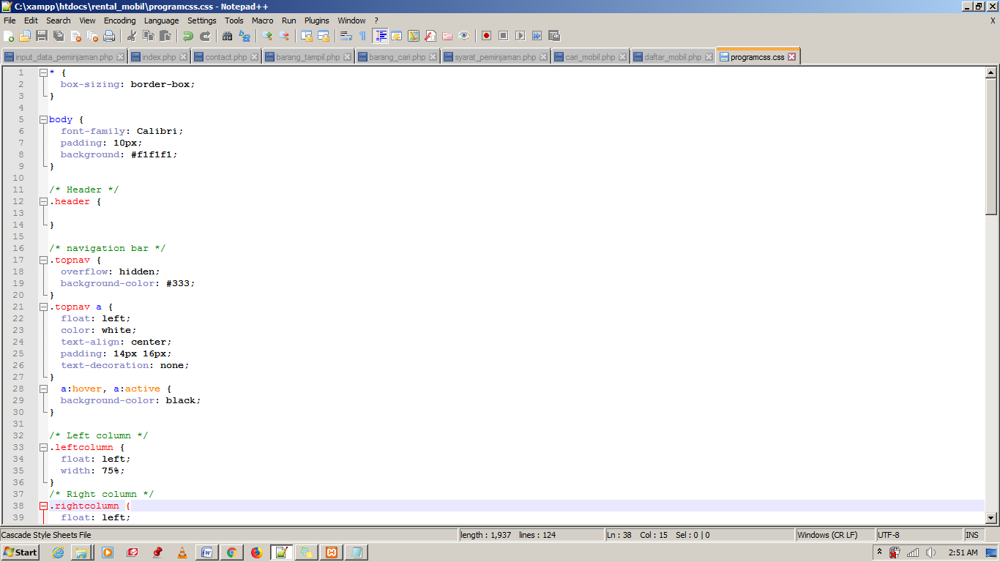 C:\xampp\htdocs\rental_mobil\programcss.css - Notepad++
File Edit Search View Encoding Language Settings Tools Macro Run Plugins Window ? X
input_data_peminjaman.php index.php contact.php barang_tampil.php barang_cari.php syarat_peminjaman.php cari_mobil.php daftar_mobil.php programcss.css
1 * {
2 box-sizing: border-box;
3 }
4
5 body {
6 font-family: Calibri;
7 padding: 10px;
8 background: #f1f1f1;
9 }
10
11 /* Header */
12 .header {
13
14 }
15
16 /* navigation bar */
17 .topnav {
18 overflow: hidden;
19 background-color: #333;
20 }
21 .topnav a {
22 float: left;
23 color: white;
24 text-align: center;
25 padding: 14px 16px;
26 text-decoration: none;
27 }
28 a:hover, a:active {
29 background-color: black;
30 }
31
32 /* Left column */
33 .leftcolumn {
34 float: left;
35 width: 75%;
36 }
37 /* Right column */
38 .rightcolumn {
39 float: left;
Cascade Style Sheets File length : 1,937 lines : 124 Ln : 38 Col : 15 Sel : 0 | 0 Windows (CR LF) UTF-8 INS
Start 2:51 AM